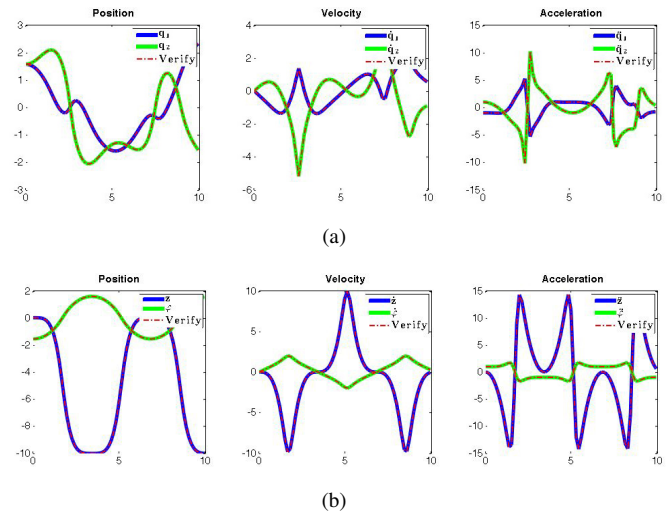 Position Velocity Acceleration
q₁ q̇₁ q̈₁
q₂ q̇₂ q̈₂
Verify Verify Verify
3 4 15
2 2 10
1 5
0 0 0
-1 -2 -5
-2 -4 -10
-3 -6 -15
0 5 10 0 5 10 0 5 10
(a)
Position Velocity Acceleration
z ż z̈
φ φ̇ φ̈
Verify Verify Verify
2 10 15
0 10
-2 5 5
-4 0 0
-6 -5 -5
-8 -10
-10 -10 -15
0 5 10 0 5 10 0 5 10
(b)